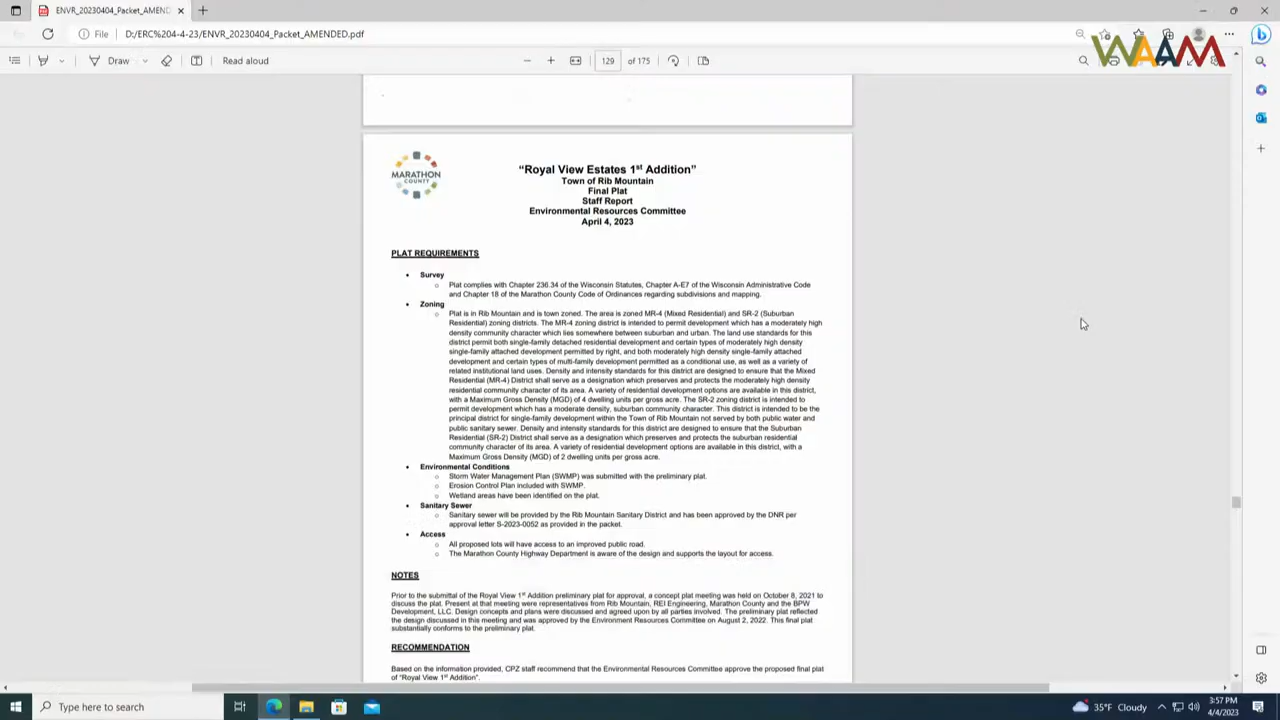 ENVR_20230404_Packet_AMEND
File
D:/ERC%204-4-23/ENVR_20230404_Packet_AMENDED.pdf
WAAM
Draw
Read aloud
129 of 175
MARATHON
COUNTY
“Royal View Estates 1st Addition”
Town of Rib Mountain
Final Plat
Staff Report
Environmental Resources Committee
April 4, 2023
PLAT REQUIREMENTS
• Survey
o Plat complies with Chapter 236.34 of the Wisconsin Statutes, Chapter A-E7 of the Wisconsin Administrative Code
and Chapter 18 of the Marathon County Code of Ordinances regarding subdivisions and mapping.
• Zoning
o Plat is in Rib Mountain and is town zoned. The area is zoned MR-4 (Mixed Residential) and SR-2 (Suburban
Residential) zoning districts. The MR-4 zoning district is intended to permit development which has a moderately high
density community character which lies somewhere between suburban and urban. The land use standards for this
district permit both single-family detached residential development and certain types of moderately high density
single-family attached development permitted by right, and both moderately high density single-family attached
development and certain types of multi-family development permitted as a conditional use, as well as a variety of
related institutional land uses. Density and intensity standards for this district are designed to ensure that the Mixed
Residential (MR-4) District shall serve as a designation which preserves and protects the moderately high density
residential community character of its area. A variety of residential development options are available in this district,
with a Maximum Gross Density (MGD) of 4 dwelling units per gross acre. The SR-2 zoning district is intended to
permit development which has a moderate density, suburban community character. This district is intended to be the
principal district for single-family development within the Town of Rib Mountain not served by both public water and
public sanitary sewer. Density and intensity standards for this district are designed to ensure that the Suburban
Residential (SR-2) District shall serve as a designation which preserves and protects the suburban residential
community character of its area. A variety of residential development options are available in this district, with a
Maximum Gross Density (MGD) of 2 dwelling units per gross acre.
• Environmental Conditions
o Storm Water Management Plan (SWMP) was submitted with the preliminary plat.
o Erosion Control Plan included with SWMP.
o Wetland areas have been identified on the plat.
• Sanitary Sewer
o Sanitary sewer will be provided by the Rib Mountain Sanitary District and has been approved by the DNR per
approval letter S-2023-0052 as provided in the packet.
• Access
o All proposed lots will have access to an improved public road.
o The Marathon County Highway Department is aware of the design and supports the layout for access.
NOTES
Prior to the submittal of the Royal View 1st Addition preliminary plat for approval, a concept plat meeting was held on October 8, 2021 to
discuss the plat. Present at that meeting were representatives from Rib Mountain, REI Engineering, Marathon County and the BPW
Development, LLC. Design concepts and plans were discussed and agreed upon by all parties involved. The preliminary plat reflected
the design discussed in this meeting and was approved by the Environment Resources Committee on August 2, 2022. This final plat
substantially conforms to the preliminary plat.
RECOMMENDATION
Based on the information provided, CPZ staff recommend that the Environmental Resources Committee approve the proposed final plat
of “Royal View 1st Addition”.
Type here to search
35°F Cloudy
3:57 PM
4/4/2023